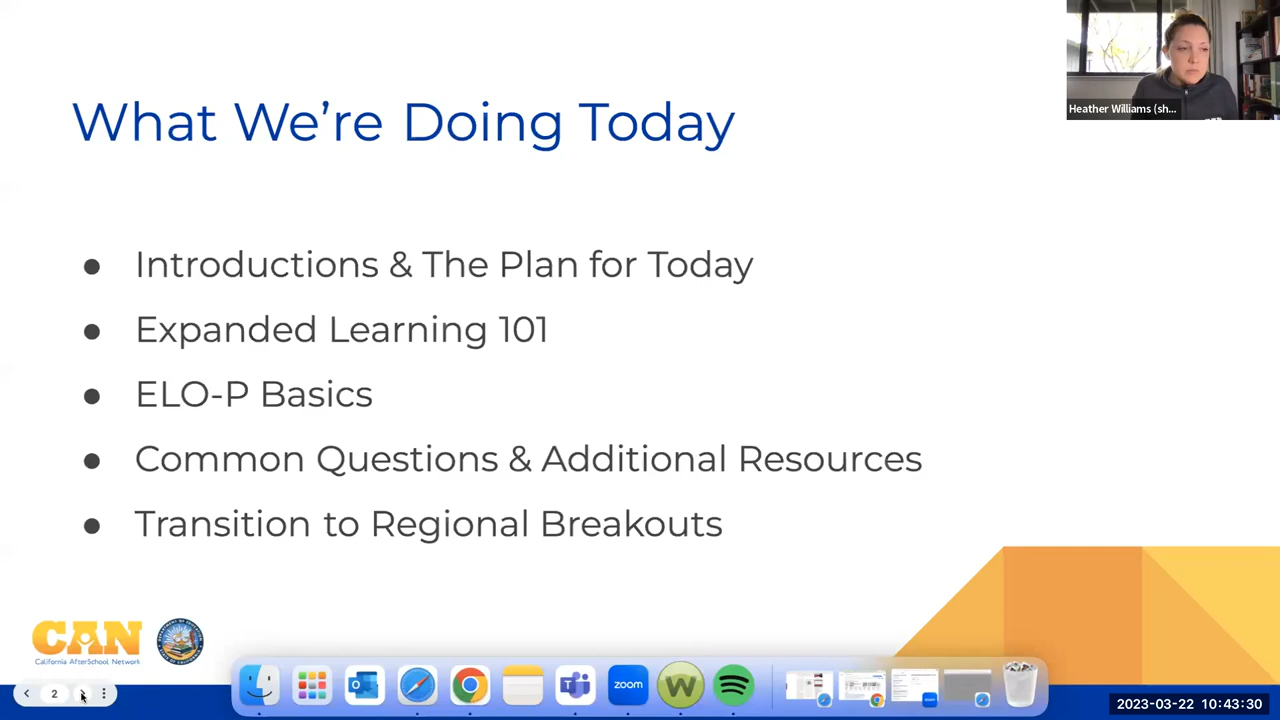 What We’re Doing Today
Heather Williams (sh...
● Introductions & The Plan for Today
● Expanded Learning 101
● ELO-P Basics
● Common Questions & Additional Resources
● Transition to Regional Breakouts
CAN
California AfterSchool Network
2
zoom
W
2023-03-22 10:43:30